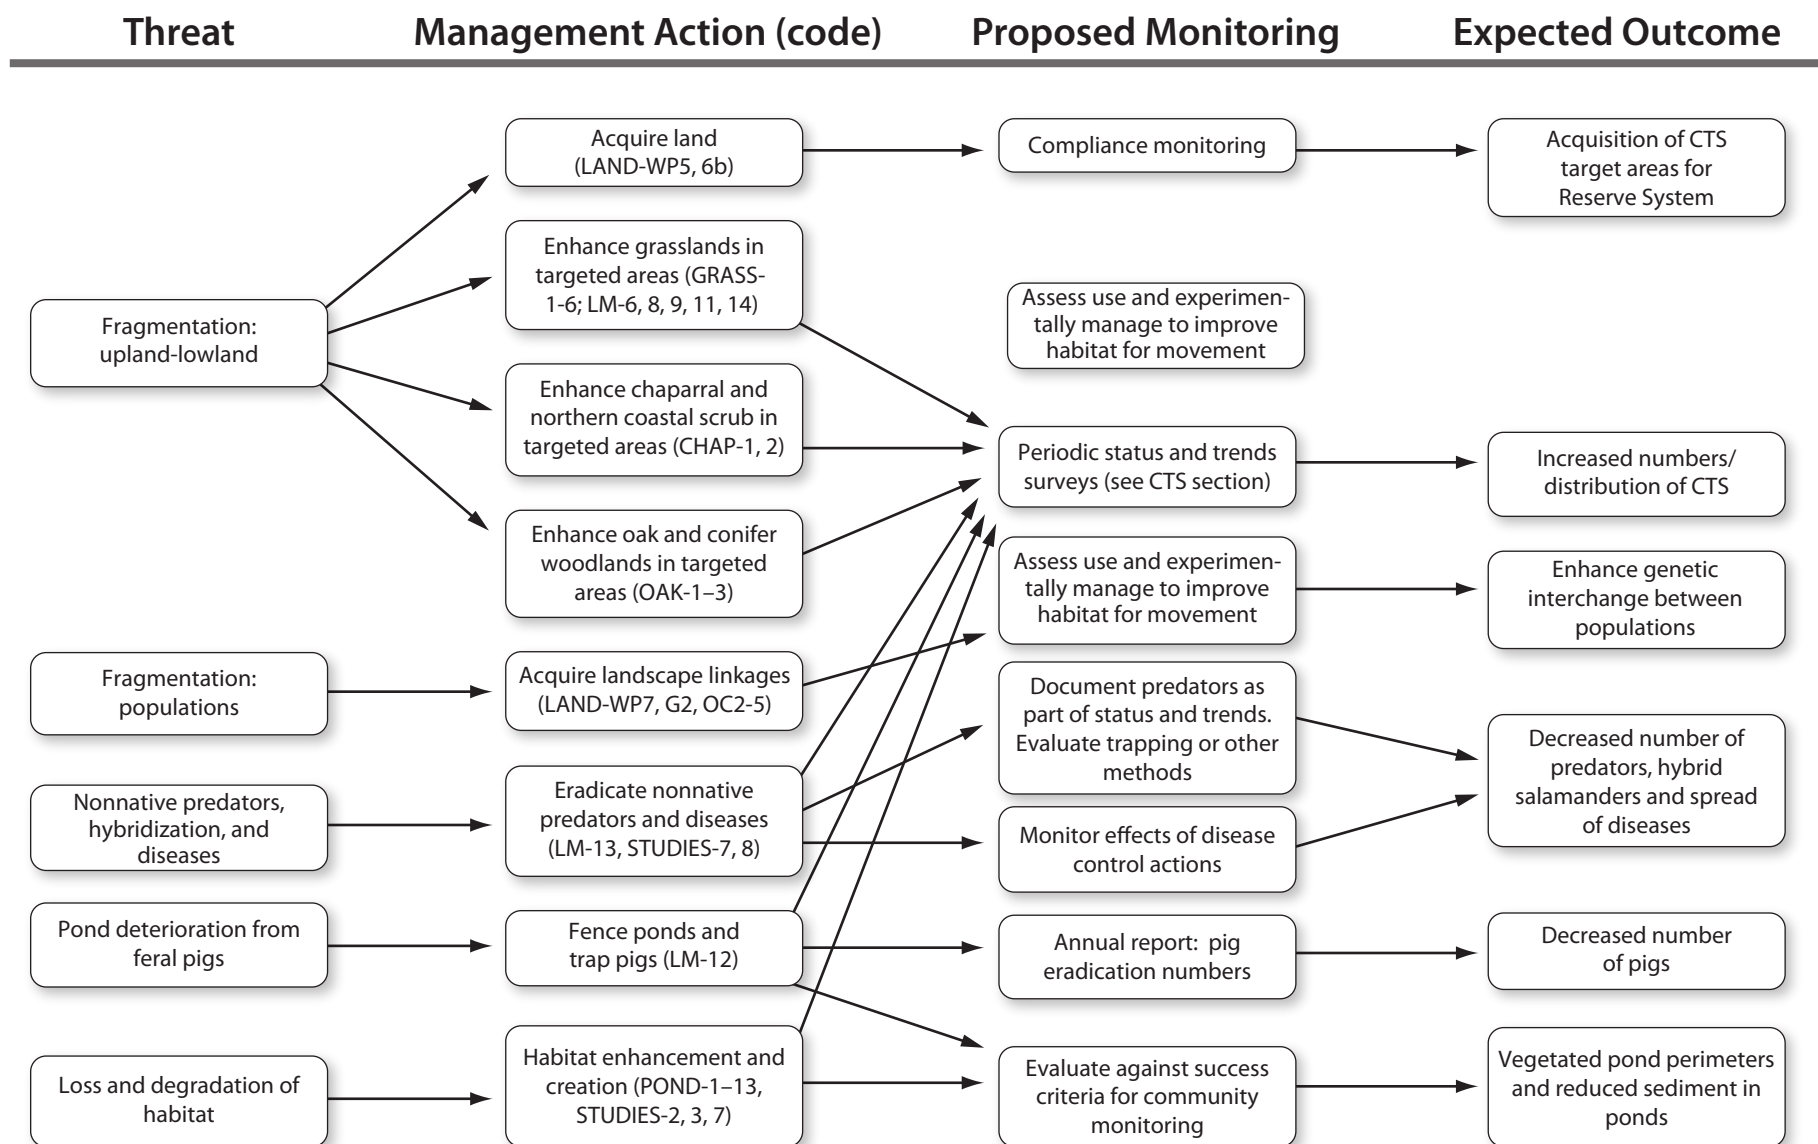 Threat
Management Action (code)
Proposed Monitoring
Expected Outcome
Acquire land
(LAND-WP5, 6b)
Compliance monitoring
Acquisition of CTS
target areas for
Reserve System
Fragmentation:
upland-lowland
Enhance grasslands in
targeted areas (GRASS-
1-6; LM-6, 8, 9, 11, 14)
Assess use and experimen-
tally manage to improve
habitat for movement
Enhance chaparral and
northern coastal scrub in
targeted areas (CHAP-1, 2)
Periodic status and trends
surveys (see CTS section)
Increased numbers/
distribution of CTS
Enhance oak and conifer
woodlands in targeted
areas (OAK-1–3)
Assess use and experimen-
tally manage to improve
habitat for movement
Enhance genetic
interchange between
populations
Fragmentation:
populations
Acquire landscape linkages
(LAND-WP7, G2, OC2-5)
Document predators as
part of status and trends.
Evaluate trapping or other
methods
Decreased number of
predators, hybrid
salamanders and spread
of diseases
Nonnative predators,
hybridization, and
diseases
Eradicate nonnative
predators and diseases
(LM-13, STUDIES-7, 8)
Monitor effects of disease
control actions
Pond deterioration from
feral pigs
Fence ponds and
trap pigs (LM-12)
Annual report:  pig
eradication numbers
Decreased number
of pigs
Loss and degradation of
habitat
Habitat enhancement and
creation (POND-1–13,
STUDIES-2, 3, 7)
Evaluate against success
criteria for community
monitoring
Vegetated pond perimeters
and reduced sediment in
ponds